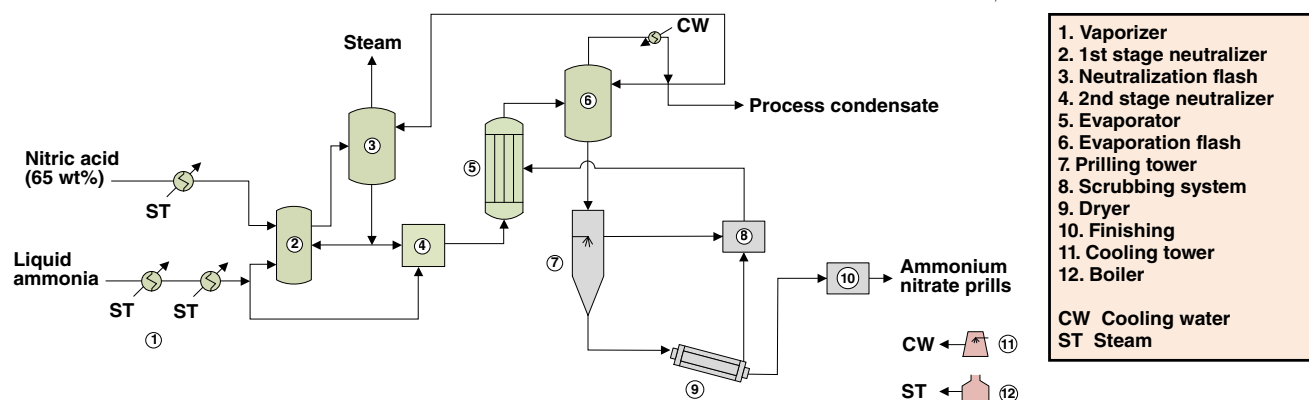 Steam
CW
Process condensate
Nitric acid
(65 wt%)
ST
Liquid
ammonia
ST
ST
①
②
③
④
⑤
⑥
⑦
⑧
⑨
⑩
Ammonium
nitrate prills
CW
⑪
ST
⑫
1. Vaporizer
2. 1st stage neutralizer
3. Neutralization flash
4. 2nd stage neutralizer
5. Evaporator
6. Evaporation flash
7. Prilling tower
8. Scrubbing system
9. Dryer
10. Finishing
11. Cooling tower
12. Boiler
CW Cooling water
ST Steam